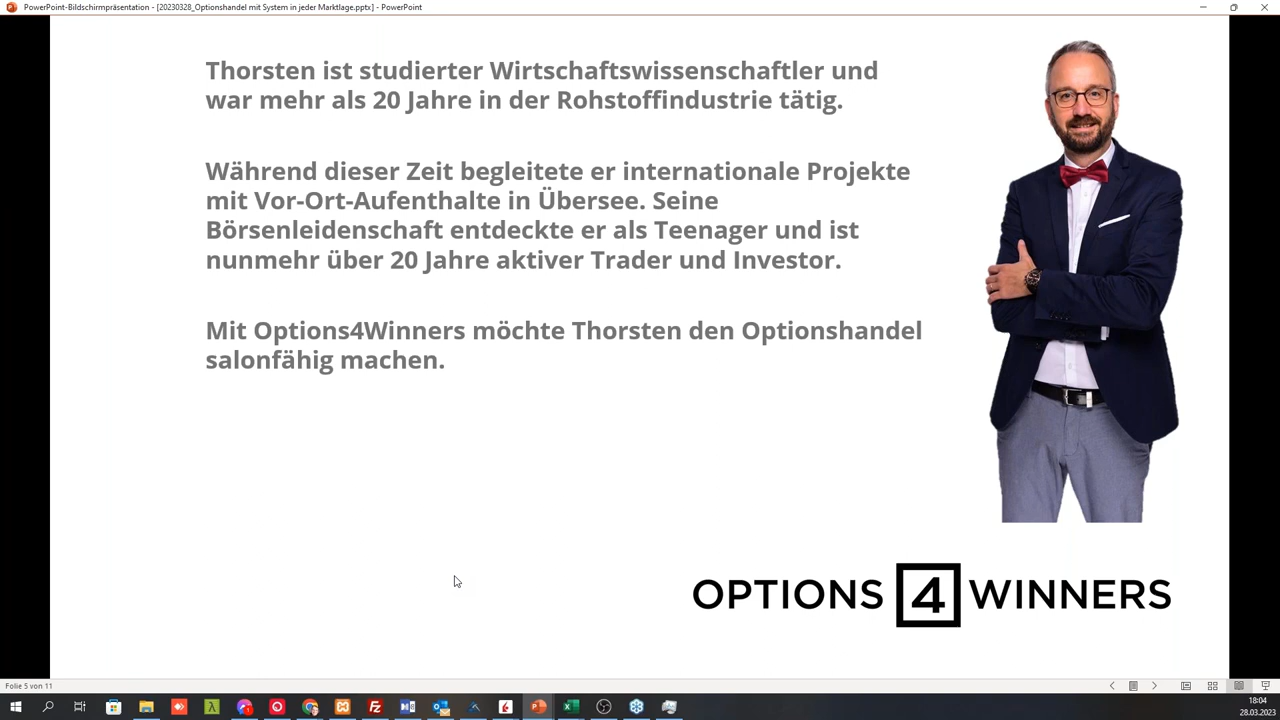 PowerPoint-Bildschirmpräsentation - [20230328_Optionshandel mit System in jeder Marktlage.pptx] - PowerPoint
Thorsten ist studierter Wirtschaftswissenschaftler und
war mehr als 20 Jahre in der Rohstoffindustrie tätig.
Während dieser Zeit begleitete er internationale Projekte
mit Vor-Ort-Aufenthalte in Übersee. Seine
Börsenleidenschaft entdeckte er als Teenager und ist
nunmehr über 20 Jahre aktiver Trader und Investor.
Mit Options4Winners möchte Thorsten den Optionshandel
salonfähig machen.
OPTIONS 4 WINNERS
Folie 5 von 11
18:04
28.03.2023